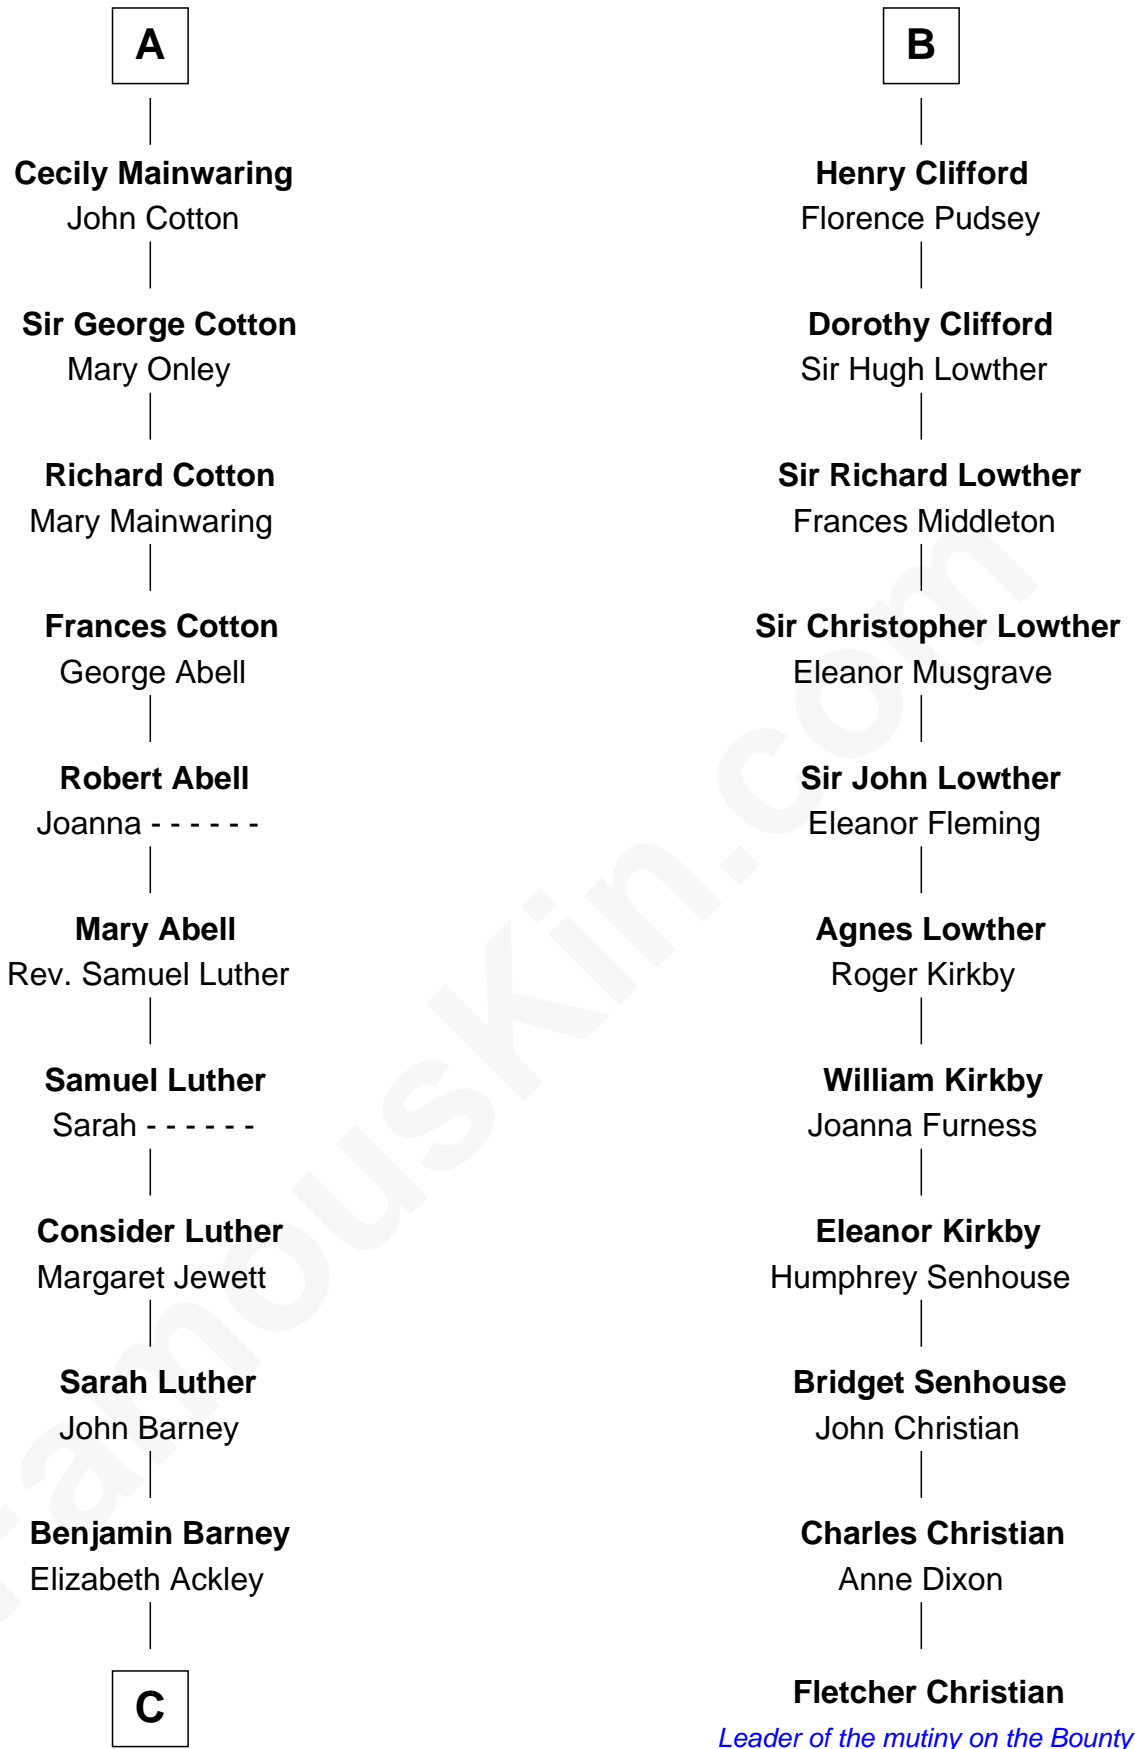 A
Cecily Mainwaring
John Cotton
Sir George Cotton
Mary Onley
Richard Cotton
Mary Mainwaring
Frances Cotton
George Abell
Robert Abell
Joanna - - - - - -
Mary Abell
Rev. Samuel Luther
Samuel Luther
Sarah - - - - - -
Consider Luther
Margaret Jewett
Sarah Luther
John Barney
Benjamin Barney
Elizabeth Ackley
C
B
Henry Clifford
Florence Pudsey
Dorothy Clifford
Sir Hugh Lowther
Sir Richard Lowther
Frances Middleton
Sir Christopher Lowther
Eleanor Musgrave
Sir John Lowther
Eleanor Fleming
Agnes Lowther
Roger Kirkby
William Kirkby
Joanna Furness
Eleanor Kirkby
Humphrey Senhouse
Bridget Senhouse
John Christian
Charles Christian
Anne Dixon
Fletcher Christian
Leader of the mutiny on the Bounty
FamousKin.com